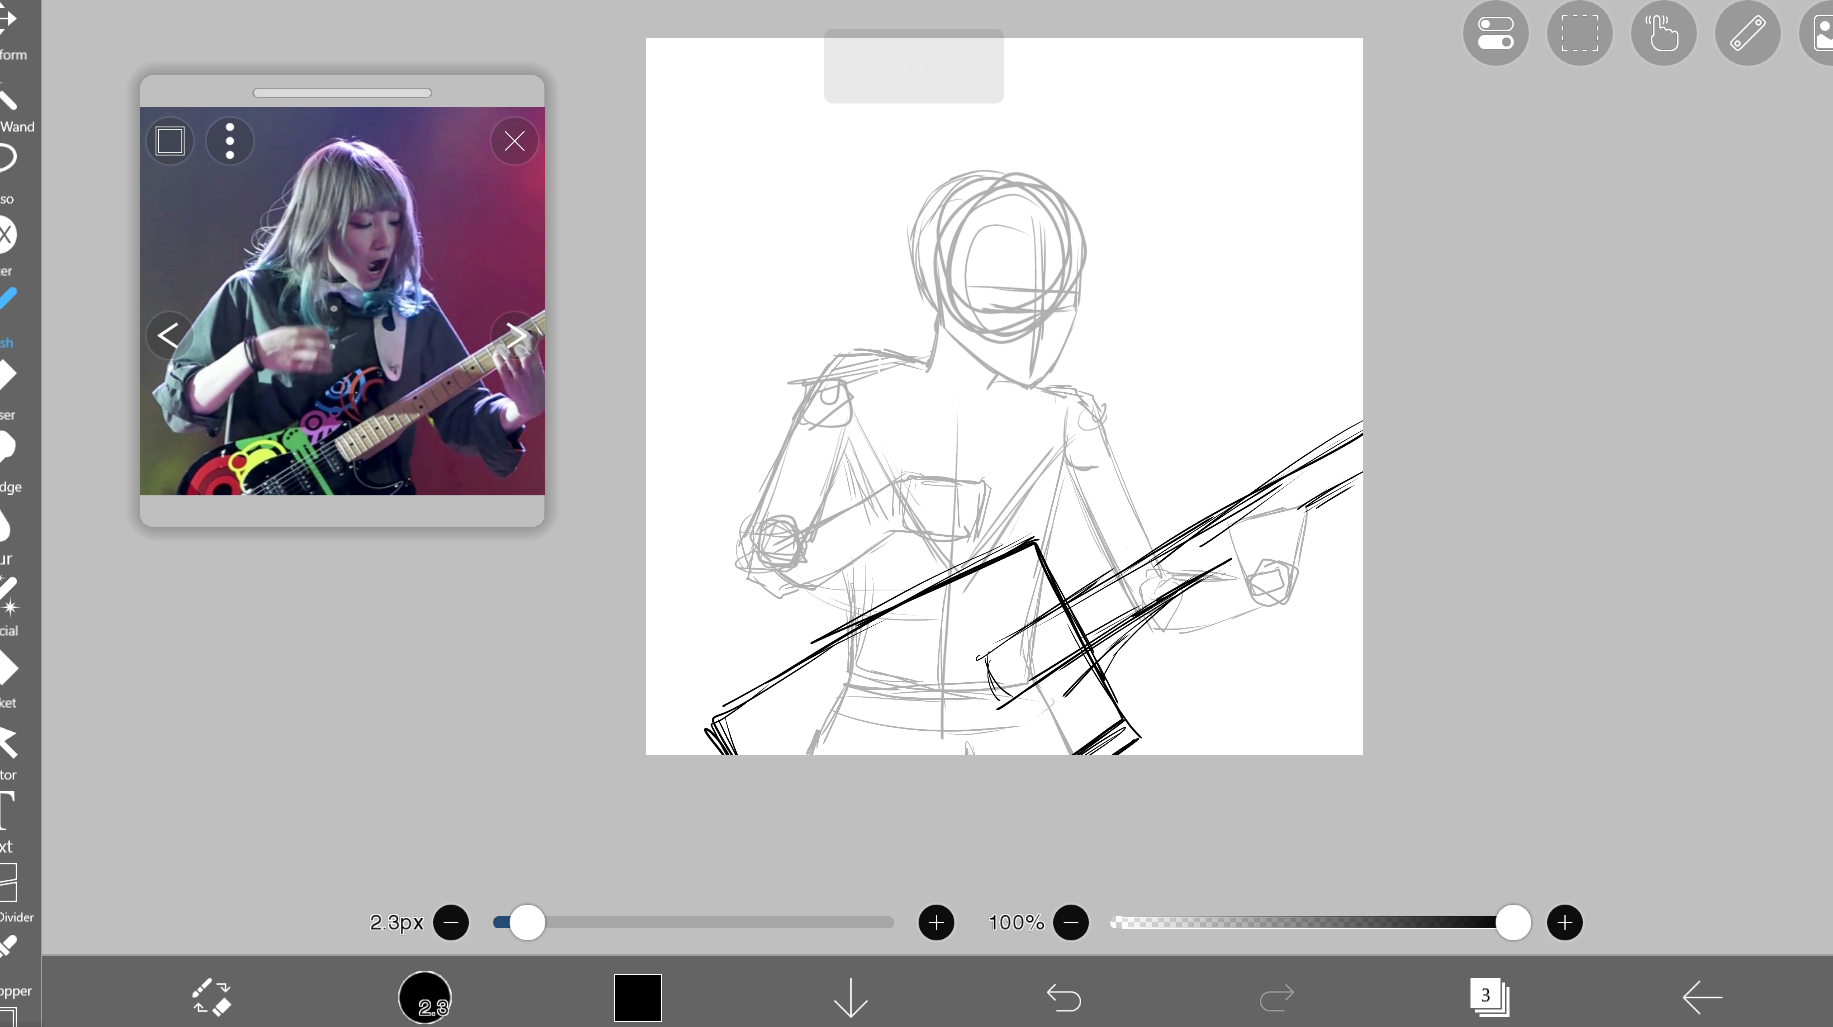 form
Wand
so
er
sh
ser
dge
ur
cial
ket
tor
T
xt
Divider
opper
2.3px
100%
2.3
3